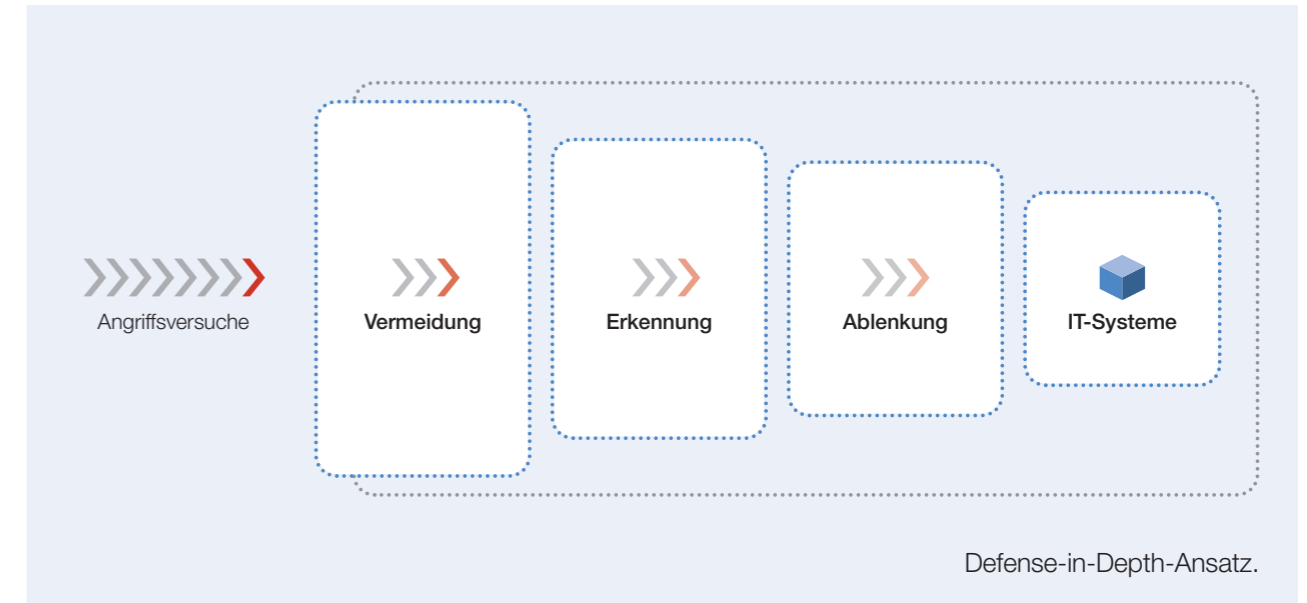 Angriffsversuche
Vermeidung
Erkennung
Ablenkung
IT-Systeme
Defense-in-Depth-Ansatz.